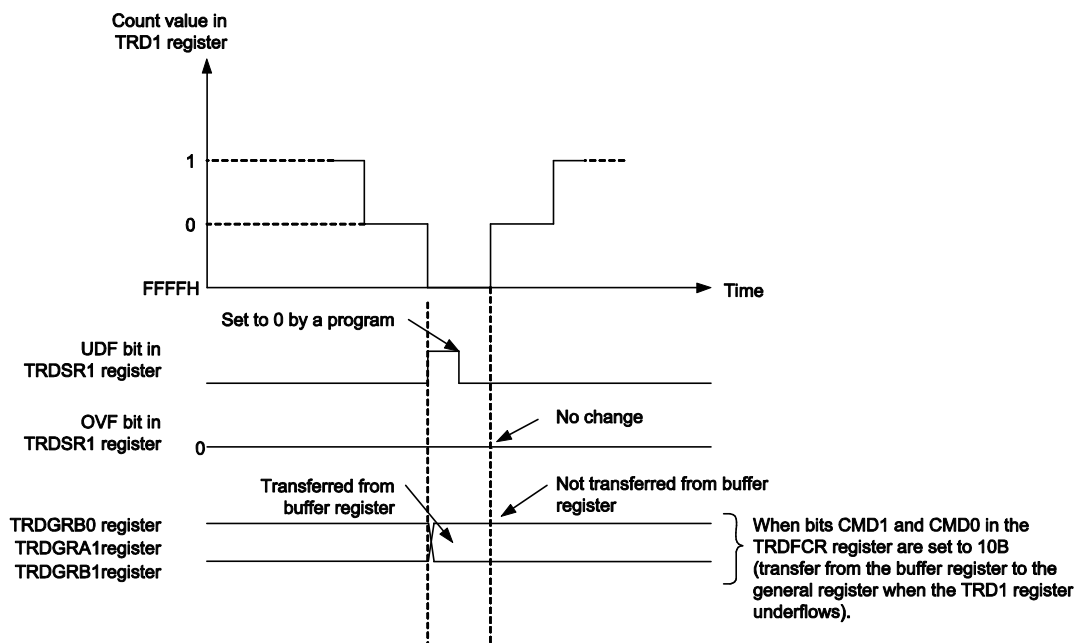 Count value in
TRD1 register
1
0
FFFFH
Time
Set to 0 by a program
UDF bit in
TRDSR1 register
OVF bit in
TRDSR1 register
0
No change
Transferred from
buffer register
Not transferred from buffer
register
TRDGRB0 register
TRDGRA1register
TRDGRB1register
When bits CMD1 and CMD0 in the
TRDFCR register are set to 10B
(transfer from the buffer register to the
general register when the TRD1 register
underflows).